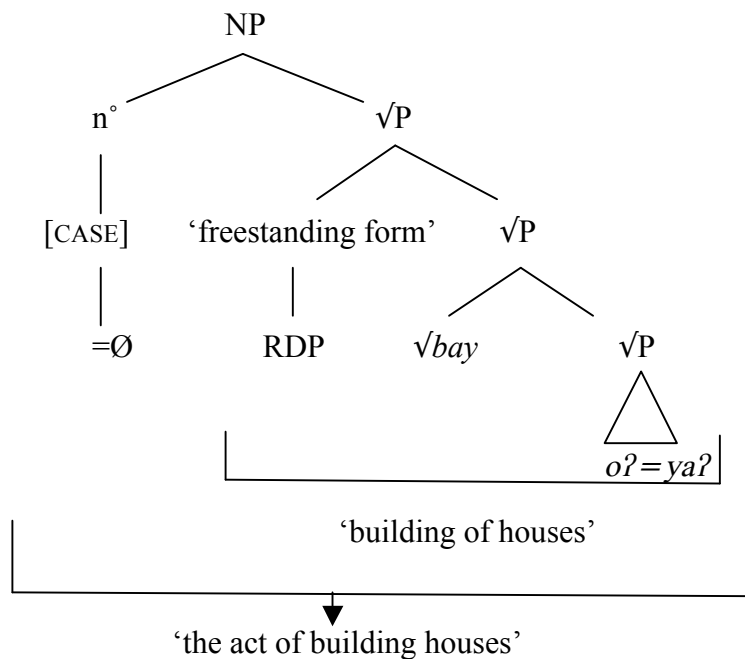 NP
n° √P
[CASE] ‘freestanding form’ √P
=Ø RDP √bay √P
oʔ=yaʔ
‘building of houses’
‘the act of building houses’